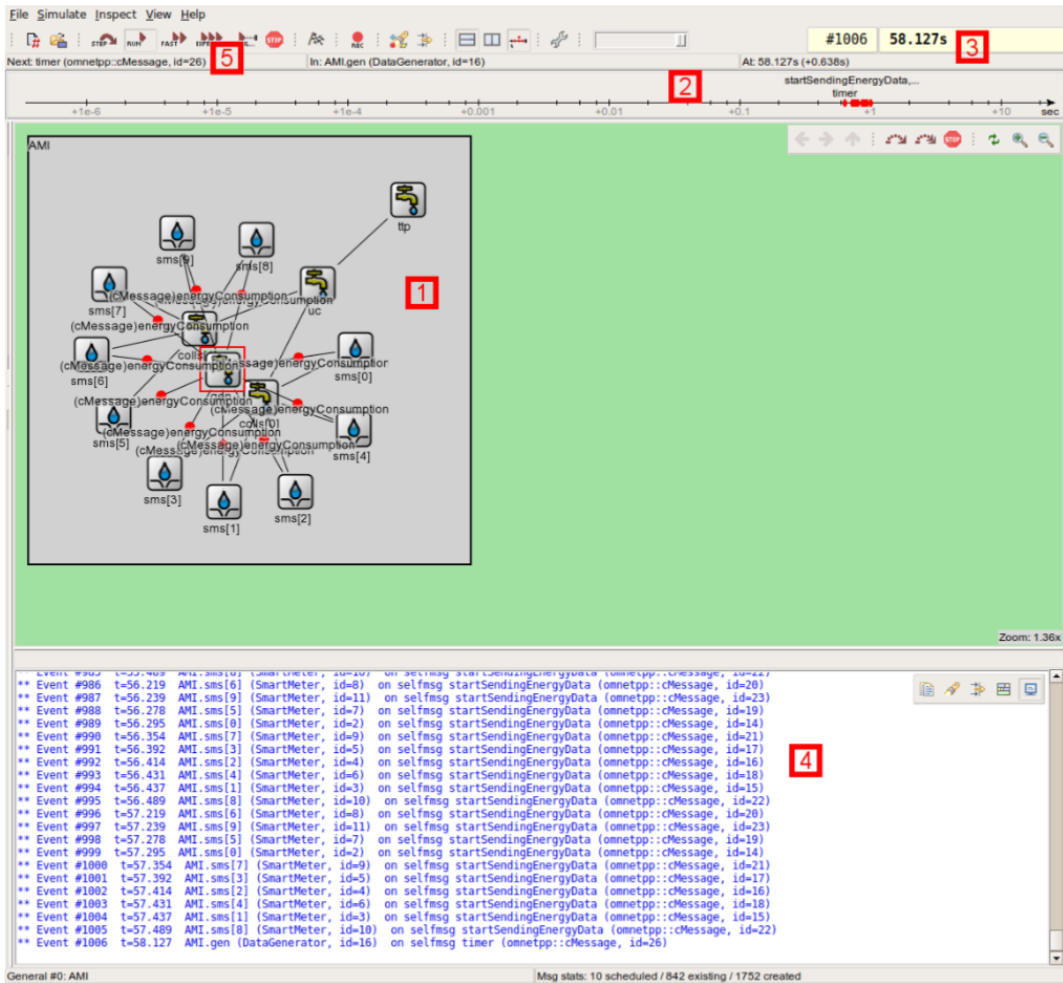 File Simulate Inspect View Help
STEP RUN FAST STOP REC #1006 58.127s 3
5
Next: timer (omnetpp::cMessage, id=26) In: AMI.gen (DataGenerator, id=16) At: 58.127s (+0.638s)
2 startSendingEnergyData,...
timer
+1e-6 +1e-5 +1e-4 +0.001 +0.01 +0.1 +1 +10 sec
STOP
AMI
ttp
sms[9]
sms[8]
1
(cMessage)energyConsumption
sms[7] uc
(cMessage)energyConsumption
(cMessage)energyConsumption
sms[6] sms[0]
(cMessage)energyConsumption
(cMessage)energyConsumption
sms[5] colls[0]
(cMessage)energyConsumption
sms[4]
(cMessage)energyConsumption
sms[3]
sms[1] sms[2]
Zoom: 1.36x
** Event #986 t=56.219 AMI.sms[6] (SmartMeter, id=8) on selfmsg startSendingEnergyData (omnetpp::cMessage, id=20)
** Event #987 t=56.239 AMI.sms[9] (SmartMeter, id=11) on selfmsg startSendingEnergyData (omnetpp::cMessage, id=23)
** Event #988 t=56.278 AMI.sms[5] (SmartMeter, id=7) on selfmsg startSendingEnergyData (omnetpp::cMessage, id=19)
** Event #989 t=56.295 AMI.sms[0] (SmartMeter, id=2) on selfmsg startSendingEnergyData (omnetpp::cMessage, id=14)
** Event #990 t=56.354 AMI.sms[7] (SmartMeter, id=9) on selfmsg startSendingEnergyData (omnetpp::cMessage, id=21)
** Event #991 t=56.392 AMI.sms[3] (SmartMeter, id=5) on selfmsg startSendingEnergyData (omnetpp::cMessage, id=17)
** Event #992 t=56.414 AMI.sms[2] (SmartMeter, id=4) on selfmsg startSendingEnergyData (omnetpp::cMessage, id=16)
4
** Event #993 t=56.431 AMI.sms[4] (SmartMeter, id=6) on selfmsg startSendingEnergyData (omnetpp::cMessage, id=18)
** Event #994 t=56.437 AMI.sms[1] (SmartMeter, id=3) on selfmsg startSendingEnergyData (omnetpp::cMessage, id=15)
** Event #995 t=56.489 AMI.sms[8] (SmartMeter, id=10) on selfmsg startSendingEnergyData (omnetpp::cMessage, id=22)
** Event #996 t=57.219 AMI.sms[6] (SmartMeter, id=8) on selfmsg startSendingEnergyData (omnetpp::cMessage, id=20)
** Event #997 t=57.239 AMI.sms[9] (SmartMeter, id=11) on selfmsg startSendingEnergyData (omnetpp::cMessage, id=23)
** Event #998 t=57.278 AMI.sms[5] (SmartMeter, id=7) on selfmsg startSendingEnergyData (omnetpp::cMessage, id=19)
** Event #999 t=57.295 AMI.sms[0] (SmartMeter, id=2) on selfmsg startSendingEnergyData (omnetpp::cMessage, id=14)
** Event #1000 t=57.354 AMI.sms[7] (SmartMeter, id=9) on selfmsg startSendingEnergyData (omnetpp::cMessage, id=21)
** Event #1001 t=57.392 AMI.sms[3] (SmartMeter, id=5) on selfmsg startSendingEnergyData (omnetpp::cMessage, id=17)
** Event #1002 t=57.414 AMI.sms[2] (SmartMeter, id=4) on selfmsg startSendingEnergyData (omnetpp::cMessage, id=16)
** Event #1003 t=57.431 AMI.sms[4] (SmartMeter, id=6) on selfmsg startSendingEnergyData (omnetpp::cMessage, id=18)
** Event #1004 t=57.437 AMI.sms[1] (SmartMeter, id=3) on selfmsg startSendingEnergyData (omnetpp::cMessage, id=15)
** Event #1005 t=57.489 AMI.sms[8] (SmartMeter, id=10) on selfmsg startSendingEnergyData (omnetpp::cMessage, id=22)
** Event #1006 t=58.127 AMI.gen (DataGenerator, id=16) on selfmsg timer (omnetpp::cMessage, id=26)
General #0: AMI Msg stats: 10 scheduled / 842 existing / 1752 created